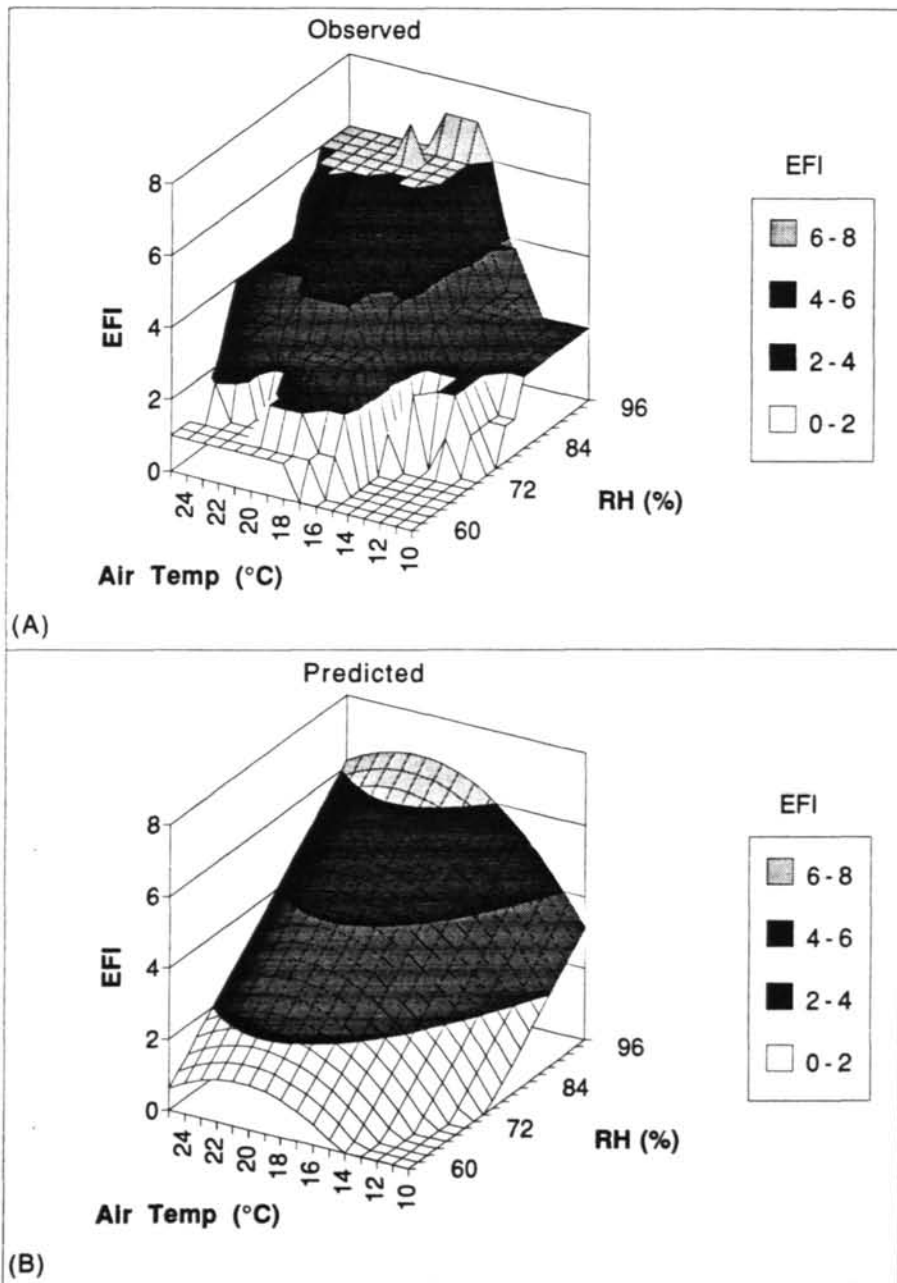 Observed
EFI
8
6
4
2
0
EFI
6 - 8
4 - 6
2 - 4
0 - 2
96
84
72
60
RH (%)
24
22
20
18
16
14
12
10
Air Temp (°C)
(A)
Predicted
EFI
8
6
4
2
0
EFI
6 - 8
4 - 6
2 - 4
0 - 2
96
84
72
60
RH (%)
24
22
20
18
16
14
12
10
Air Temp (°C)
(B)